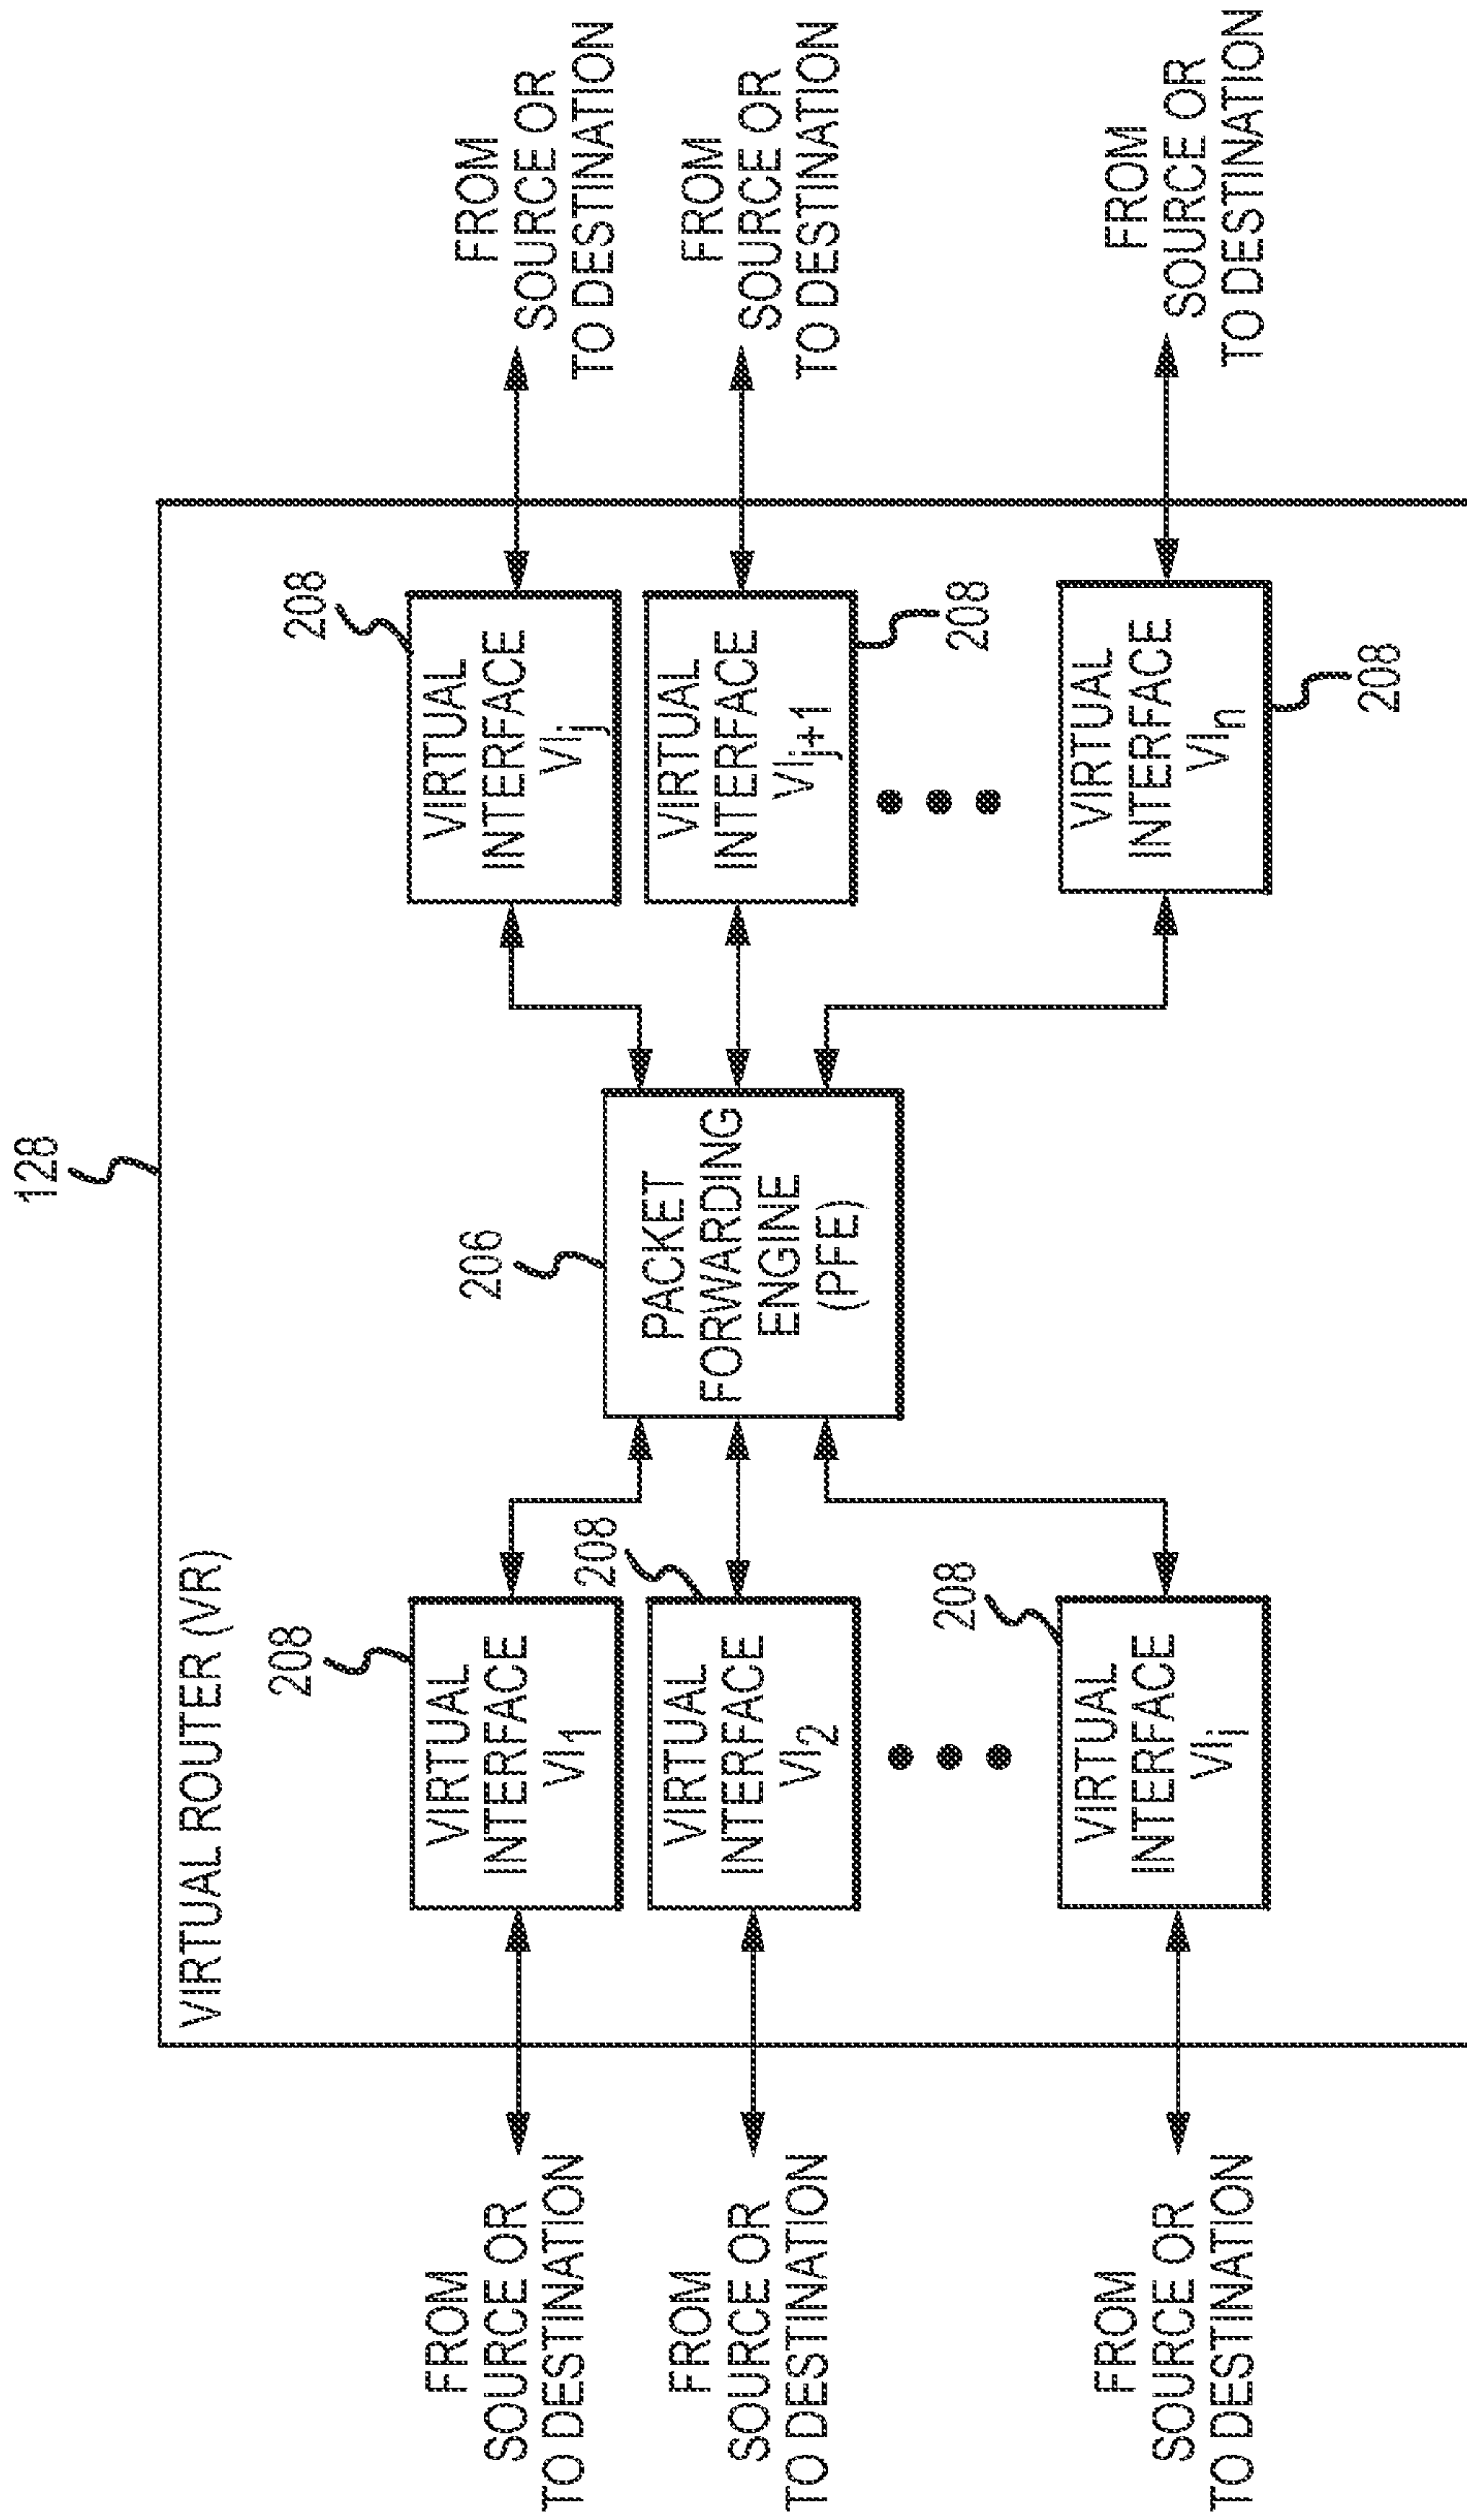 128
VIRTUAL ROUTER (VR)
208
VIRTUAL
INTERFACE
VI1
FROM
SOURCE OR
TO DESTINATION
208
VIRTUAL
INTERFACE
VI2
FROM
SOURCE OR
TO DESTINATION
208
VIRTUAL
INTERFACE
VIi
FROM
SOURCE OR
TO DESTINATION
206
PACKET
FORWARDING
ENGINE
(PFE)
208
VIRTUAL
INTERFACE
VIj
FROM
SOURCE OR
TO DESTINATION
208
VIRTUAL
INTERFACE
VIj+1
FROM
SOURCE OR
TO DESTINATION
208
VIRTUAL
INTERFACE
VIn
FROM
SOURCE OR
TO DESTINATION